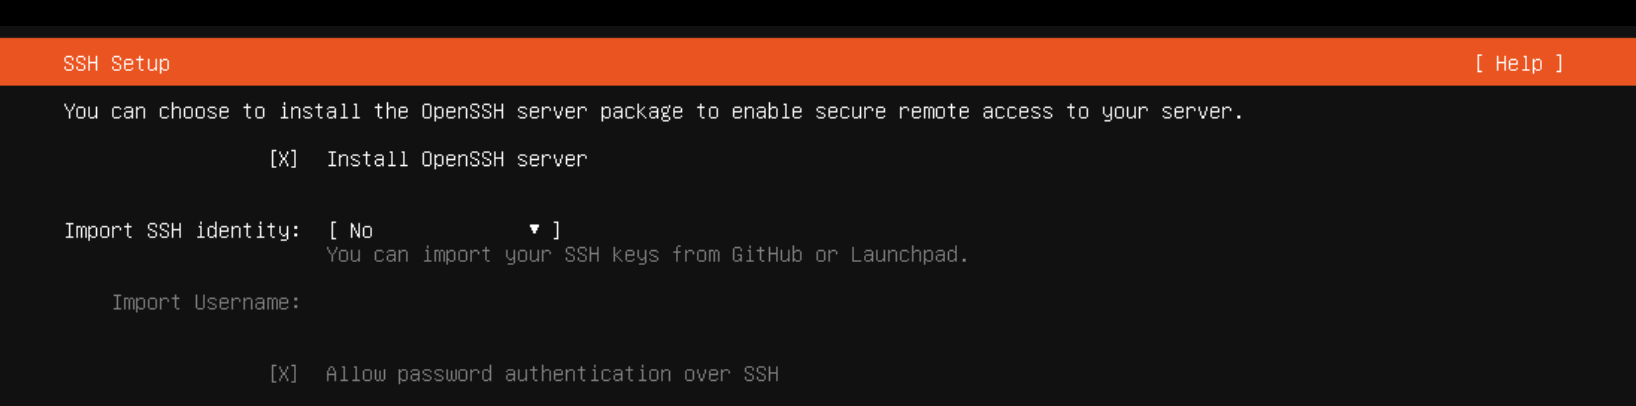 SSH Setup [ Help ]
You can choose to install the OpenSSH server package to enable secure remote access to your server.
[X] Install OpenSSH server
Import SSH identity: [ No ▾ ]
You can import your SSH keys from GitHub or Launchpad.
Import Username:
[X] Allow password authentication over SSH